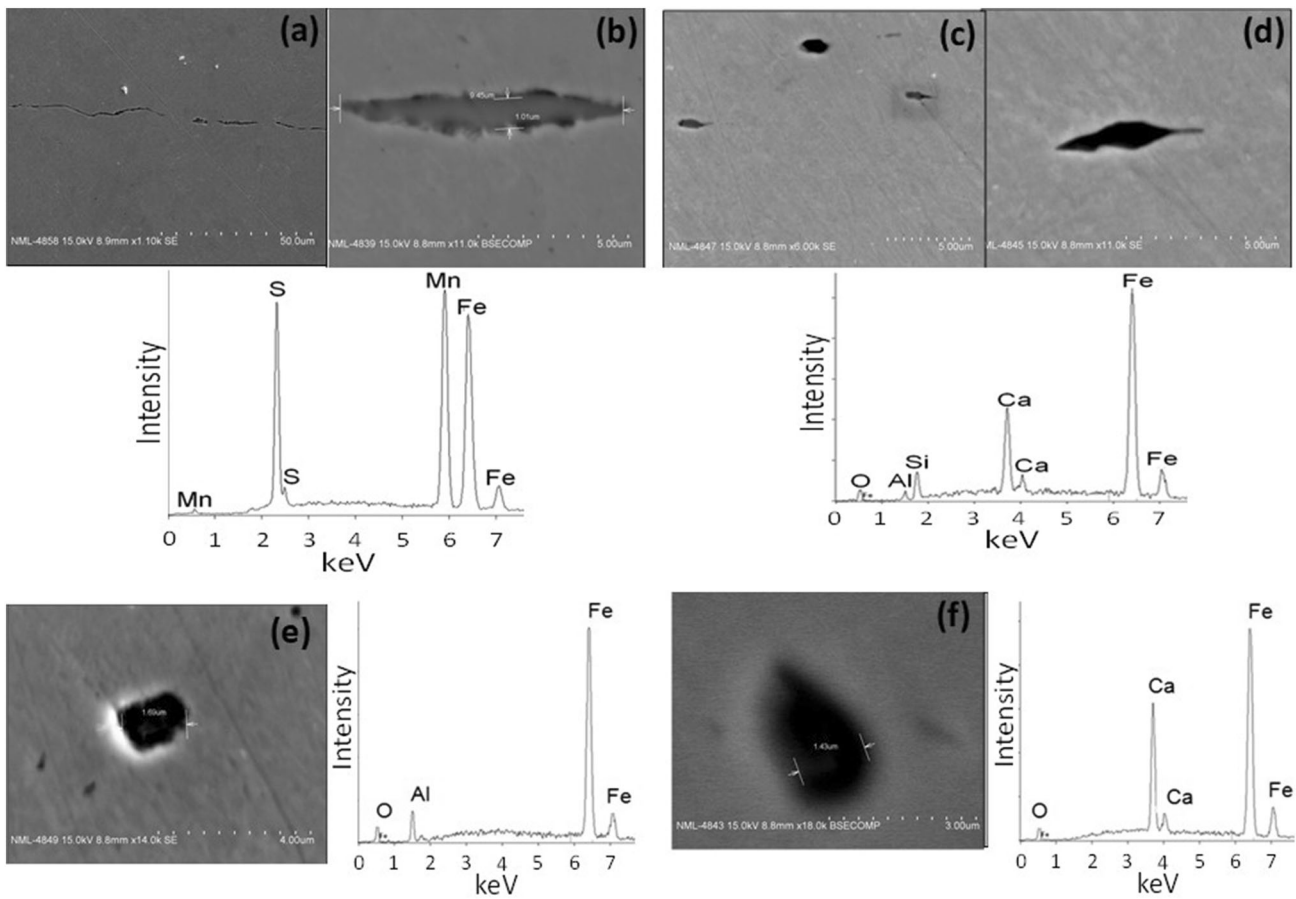 (a)
NML-4858 15.0kV 8.9mm x1.10k SE 50.0um
(b)
9.45um
1.01um
NML-4839 15.0kV 8.8mm x11.0k BSECOMP 5.00um
(c)
NML-4847 15.0kV 8.8mm x6.00k SE 5.00um
(d)
NML-4845 15.0kV 8.8mm x11.0k SE 5.00um
Intensity
S
Mn
Fe
Mn
S
Fe
0 1 2 3 4 5 6 7
keV
Intensity
Fe
Ca
O
Al
Si
Ca
Fe
0 1 2 3 4 5 6 7
keV
(e)
1.69um
NML-4849 15.0kV 8.8mm x14.0k SE 4.00um
Intensity
Fe
O
Al
Fe
0 1 2 3 4 5 6 7
keV
(f)
1.43um
NML-4843 15.0kV 8.8mm x18.0k BSECOMP 3.00um
Intensity
Fe
Ca
O
Ca
Fe
0 1 2 3 4 5 6 7
keV